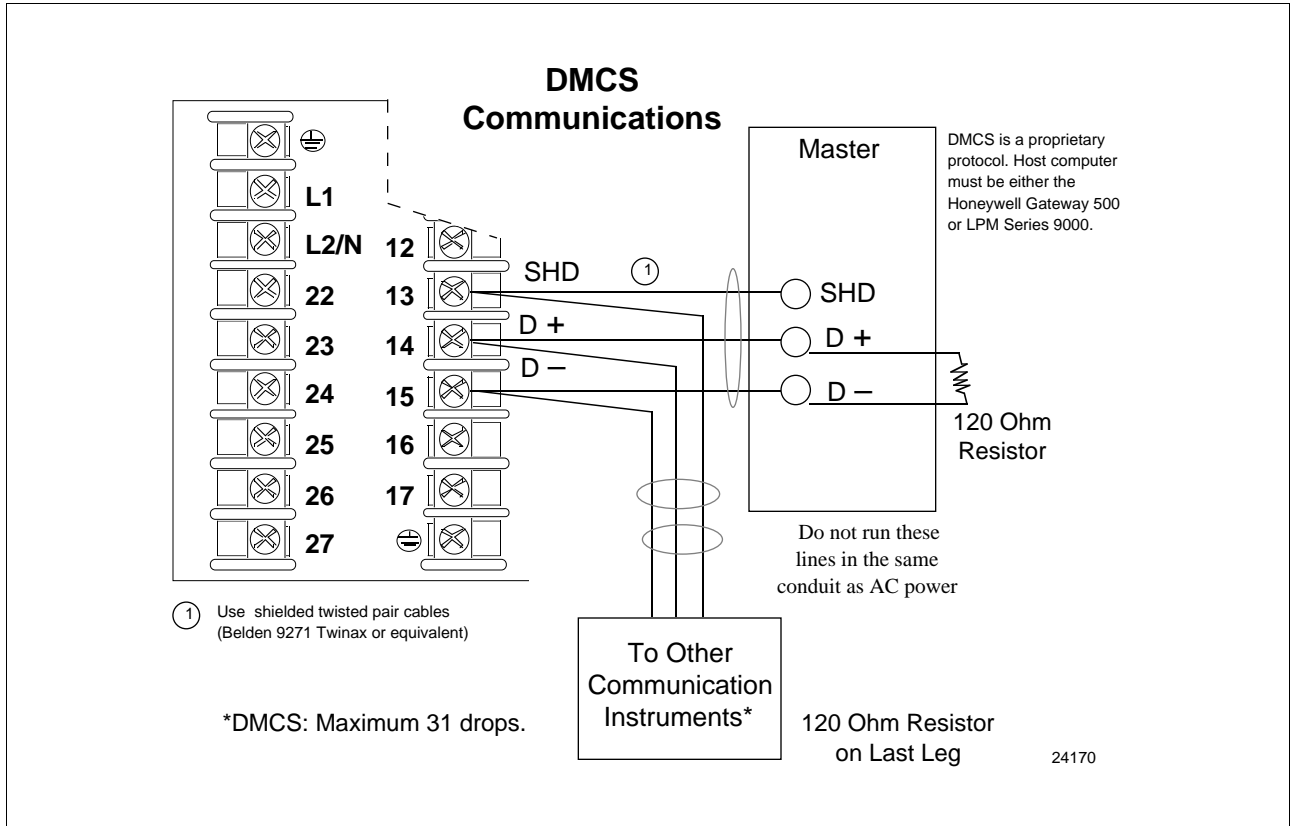 DMCS
Communications
Master
DMCS is a proprietary
protocol. Host computer
must be either the
Honeywell Gateway 500
or LPM Series 9000.
L1
L2/N
22
23
24
25
26
27
12
13
14
15
16
17
SHD
1
D +
D –
SHD
D +
D –
120 Ohm
Resistor
Do not run these
lines in the same
conduit as AC power
1 Use shielded twisted pair cables
(Belden 9271 Twinax or equivalent)
To Other
Communication
Instruments*
*DMCS: Maximum 31 drops.
120 Ohm Resistor
on Last Leg
24170